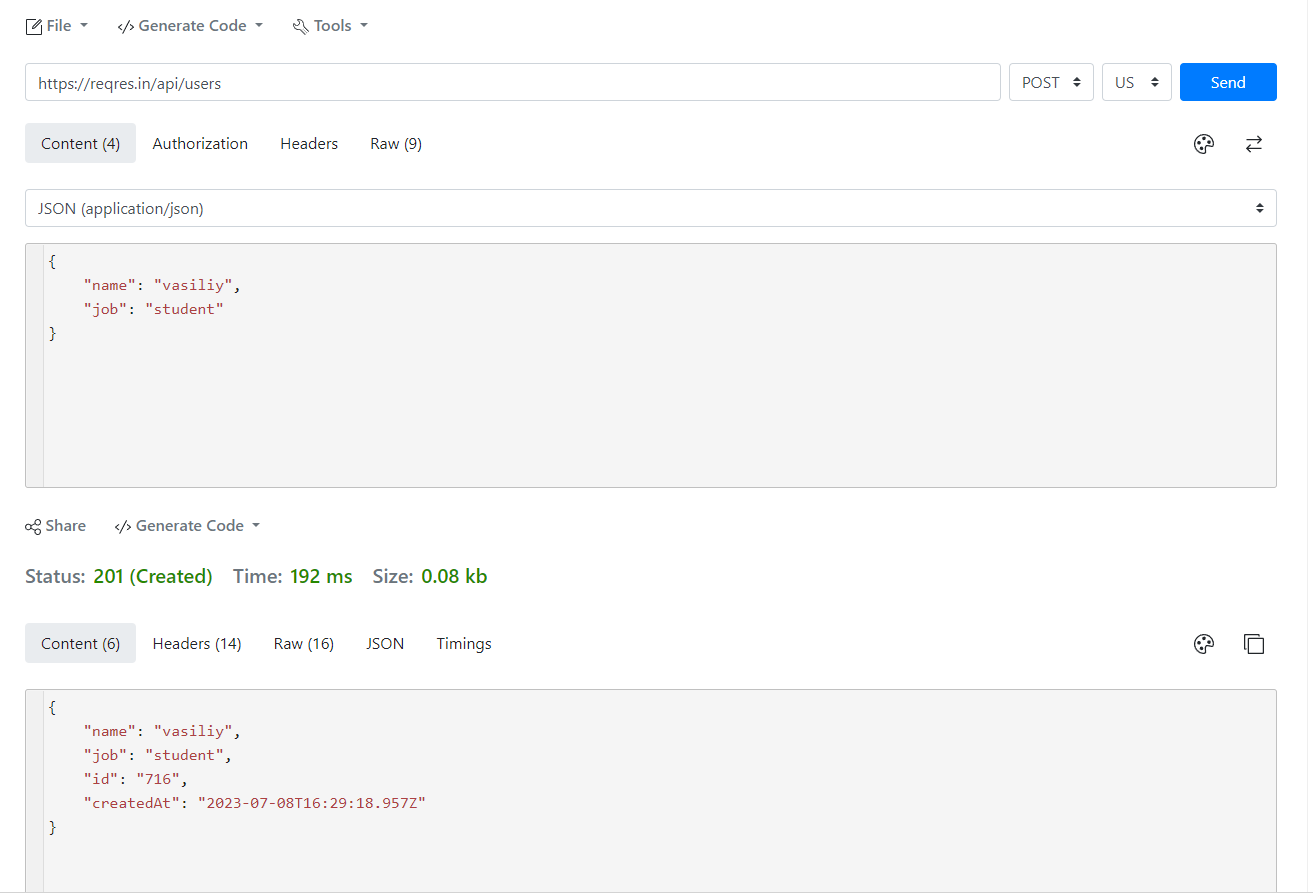 File Generate Code Tools
https://reqres.in/api/users POST US Send
Content (4) Authorization Headers Raw (9)
JSON (application/json)
{
"name": "vasiliy",
"job": "student"
}
Share </> Generate Code
Status: 201 (Created) Time: 192 ms Size: 0.08 kb
Content (6) Headers (14) Raw (16) JSON Timings
{
"name": "vasiliy",
"job": "student",
"id": "716",
"createdAt": "2023-07-08T16:29:18.957Z"
}